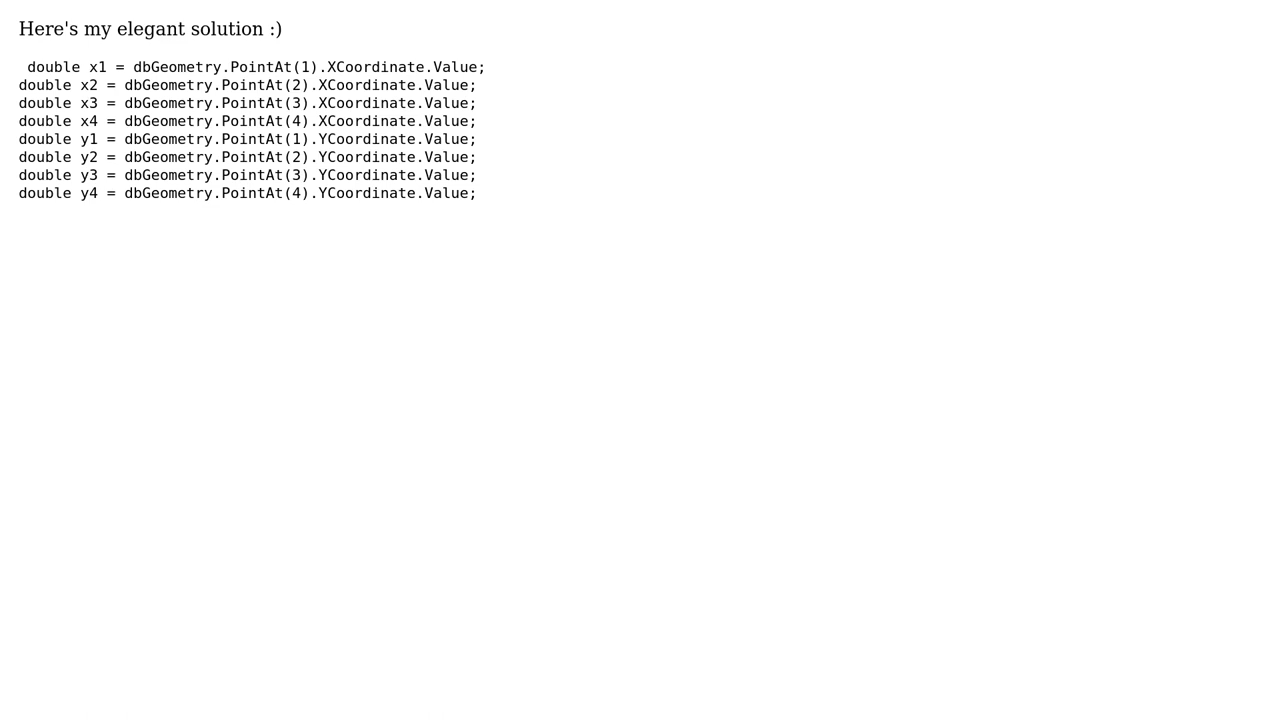 Here's my elegant solution :)
 double x1 = dbGeometry.PointAt(1).XCoordinate.Value;
double x2 = dbGeometry.PointAt(2).XCoordinate.Value;
double x3 = dbGeometry.PointAt(3).XCoordinate.Value;
double x4 = dbGeometry.PointAt(4).XCoordinate.Value;
double y1 = dbGeometry.PointAt(1).YCoordinate.Value;
double y2 = dbGeometry.PointAt(2).YCoordinate.Value;
double y3 = dbGeometry.PointAt(3).YCoordinate.Value;
double y4 = dbGeometry.PointAt(4).YCoordinate.Value;